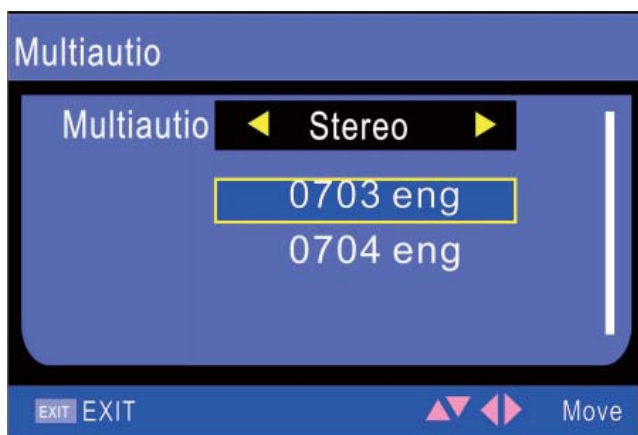 Multiautio
Multiautio Stereo
0703 eng
0704 eng
EXIT EXIT Move